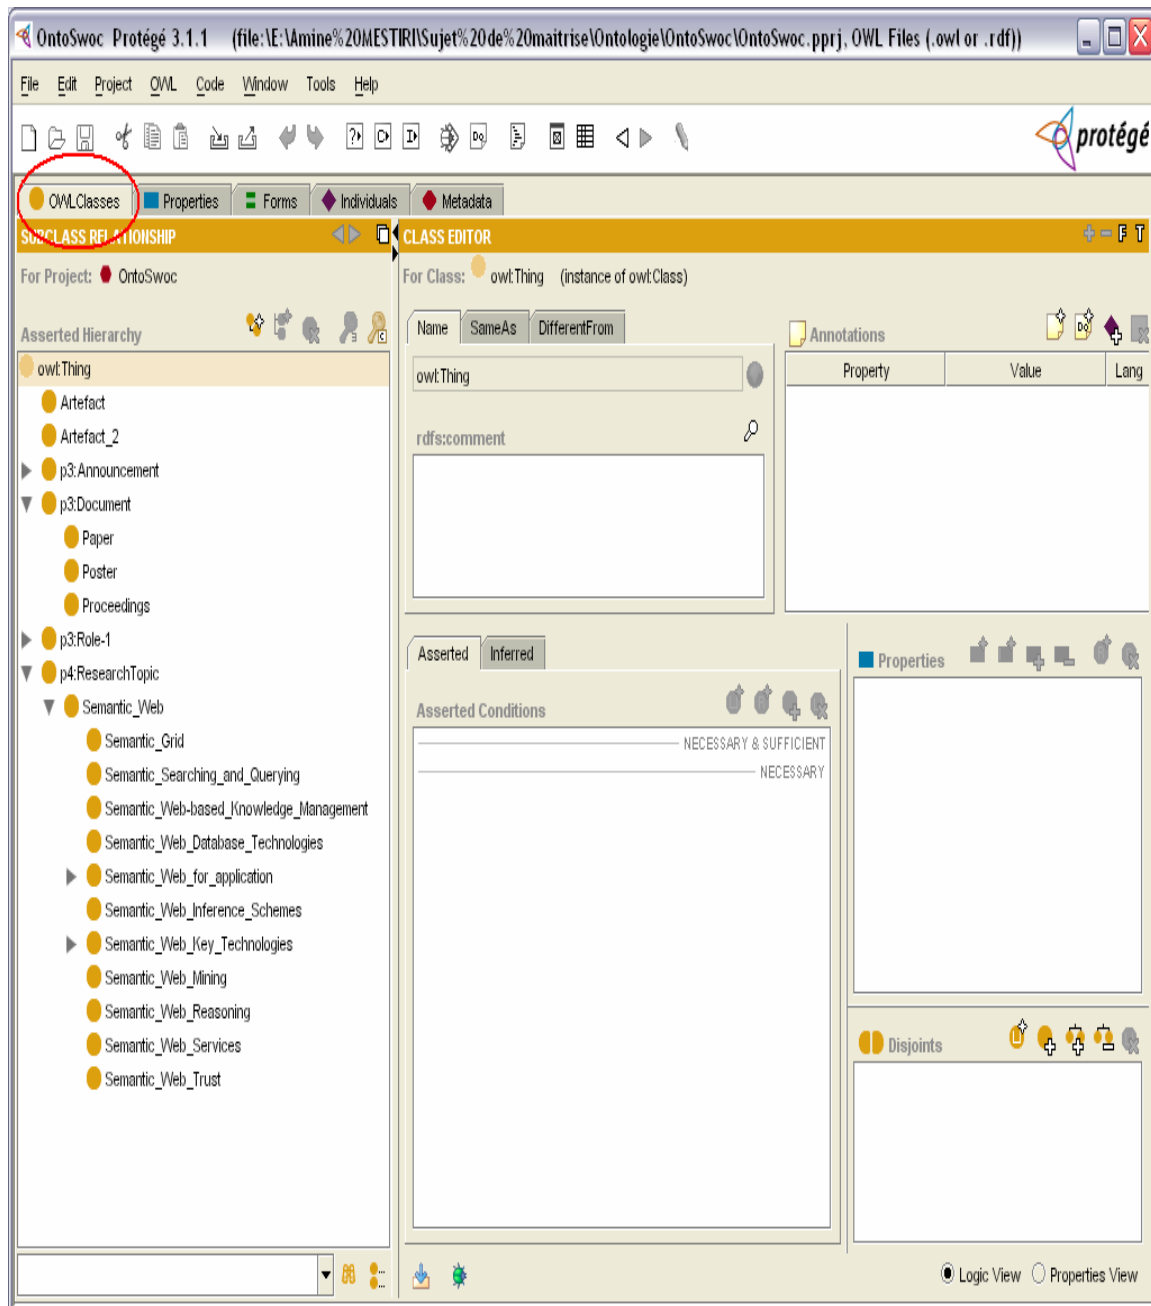 OntoSwoc Protégé 3.1.1 (file:\E:\Amine%20MESTIRI\Sujet%20de%20maitrise\Ontologie\OntoSwoc\OntoSwoc.pprj, OWL Files (.owl or .rdf))
File Edit Project OWL Code Window Tools Help
protégé
OWLClasses Properties Forms Individuals Metadata
SUBCLASS RELATIONSHIP
CLASS EDITOR
F T
For Project: OntoSwoc
For Class: owl:Thing (instance of owl:Class)
Asserted Hierarchy
Name SameAs DifferentFrom
Annotations
Property Value Lang
owl:Thing
rdfs:comment
owl:Thing
Artefact
Artefact_2
p3:Announcement
p3:Document
Paper
Poster
Proceedings
p3:Role-1
p4:ResearchTopic
Semantic_Web
Semantic_Grid
Semantic_Searching_and_Querying
Semantic_Web-based_Knowledge_Management
Semantic_Web_Database_Technologies
Semantic_Web_for_application
Semantic_Web_Inference_Schemes
Semantic_Web_Key_Technologies
Semantic_Web_Mining
Semantic_Web_Reasoning
Semantic_Web_Services
Semantic_Web_Trust
Asserted Inferred
Asserted Conditions
NECESSARY & SUFFICIENT
NECESSARY
Properties
Disjoints
Logic View Properties View